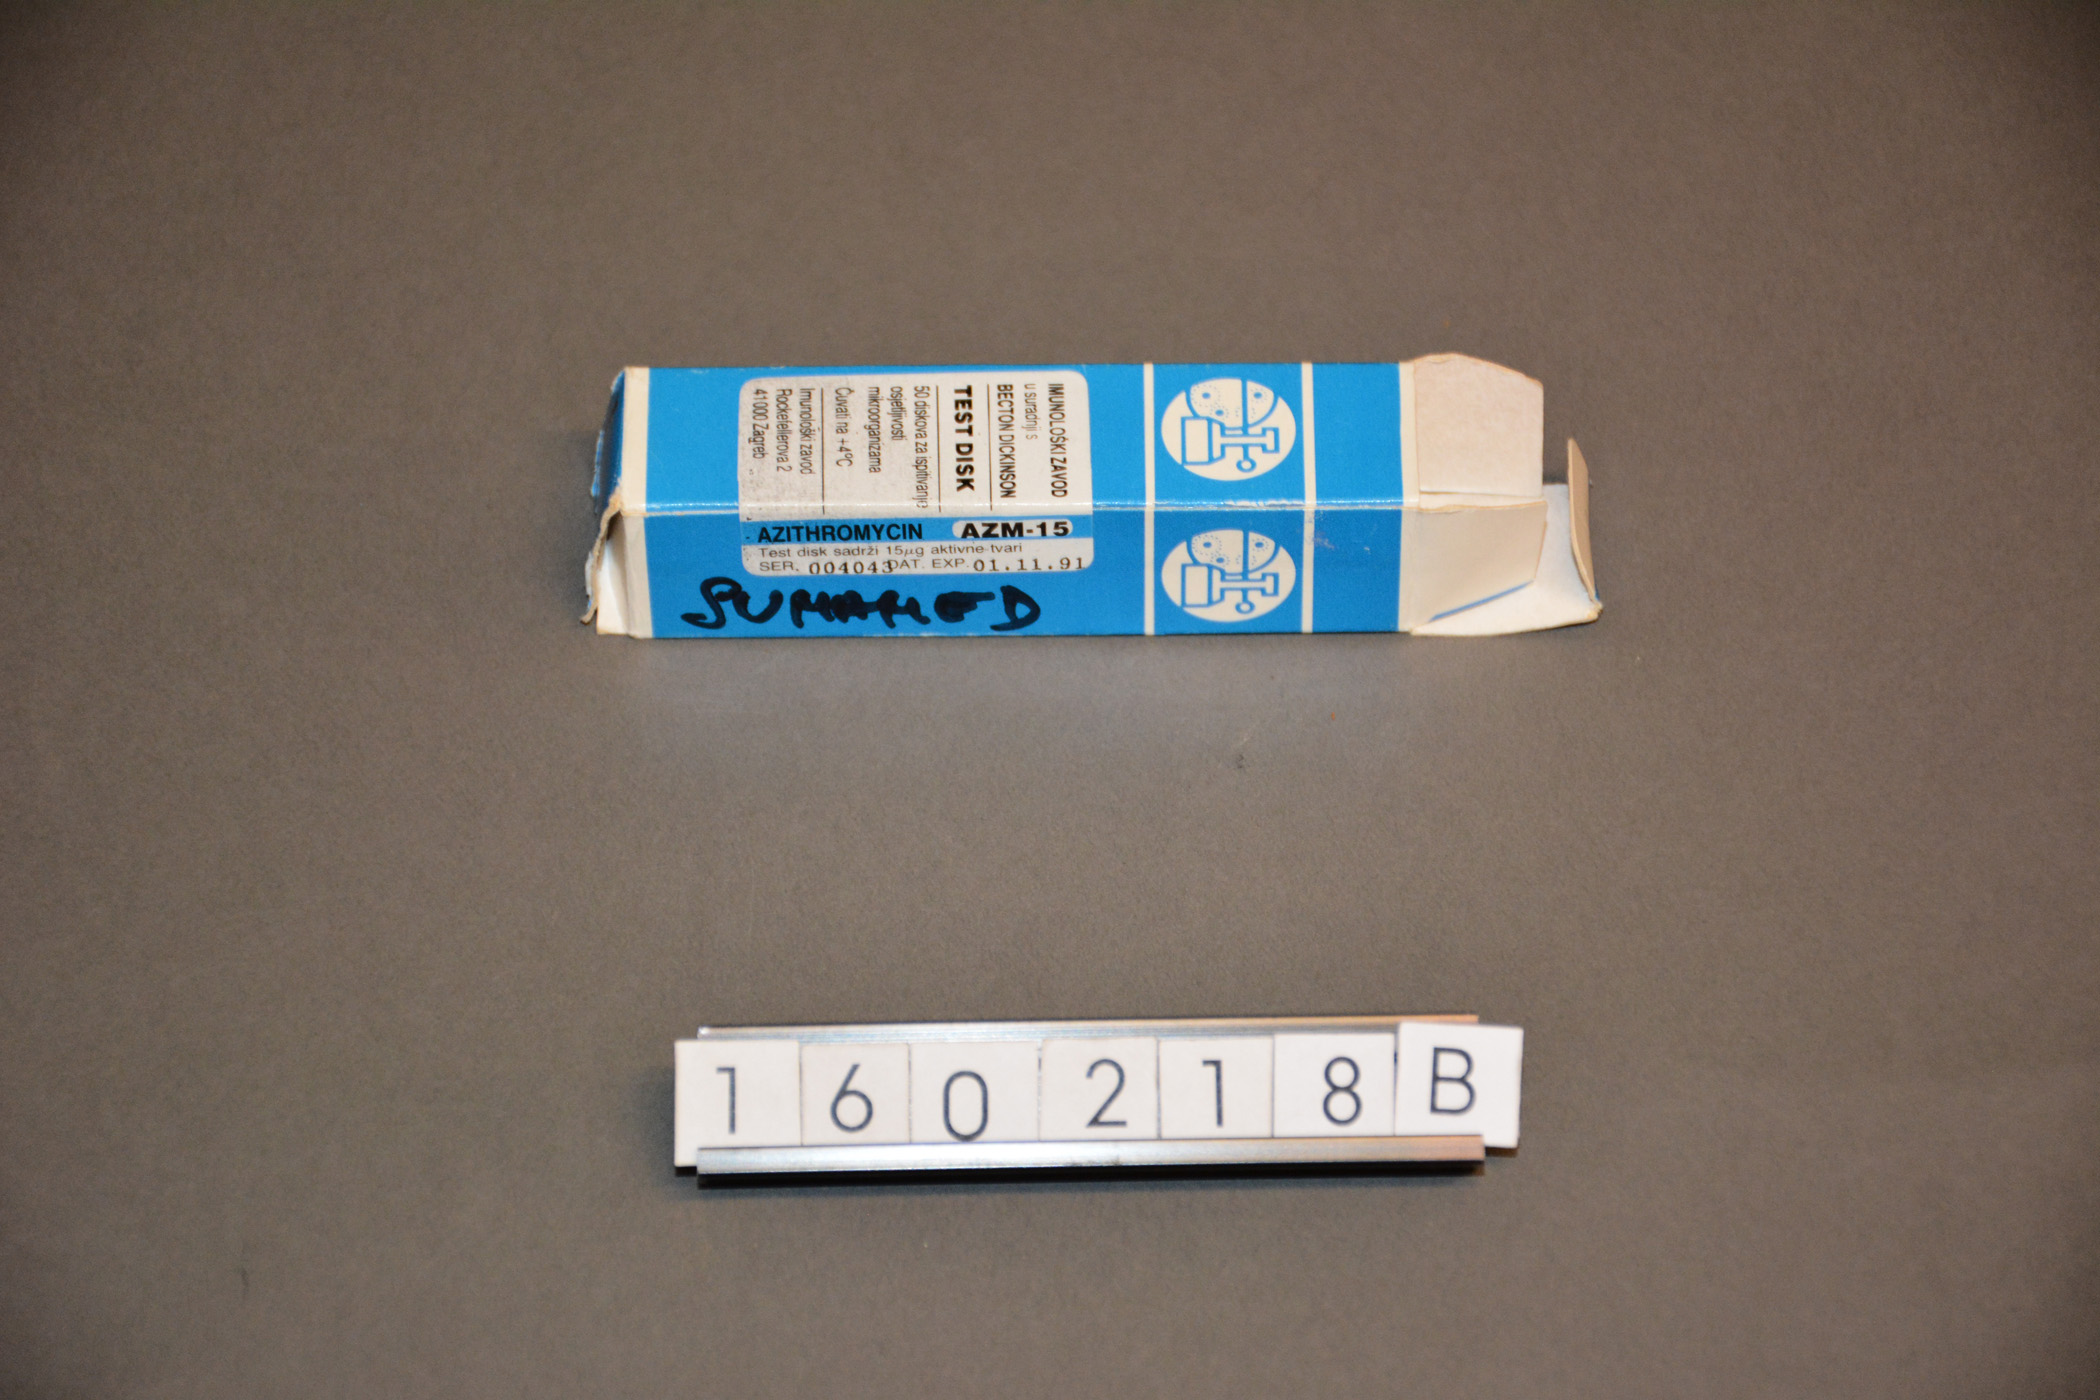 IMUNOLOŠKI ZAVOD
u suradnji s
BECTON DICKINSON
TEST DISK
50 diskova za ispitivanje
osjetljivosti
mikroorganizama
Čuvati na +4°C
Imunološki zavod
Rockefellerova 2
41000 Zagreb
AZITHROMYCIN AZM-15
Test disk sadrži 15µg aktivne tvari
SER. 004043 DAT. EXP. 01.11.91
SUMAMED
160218B